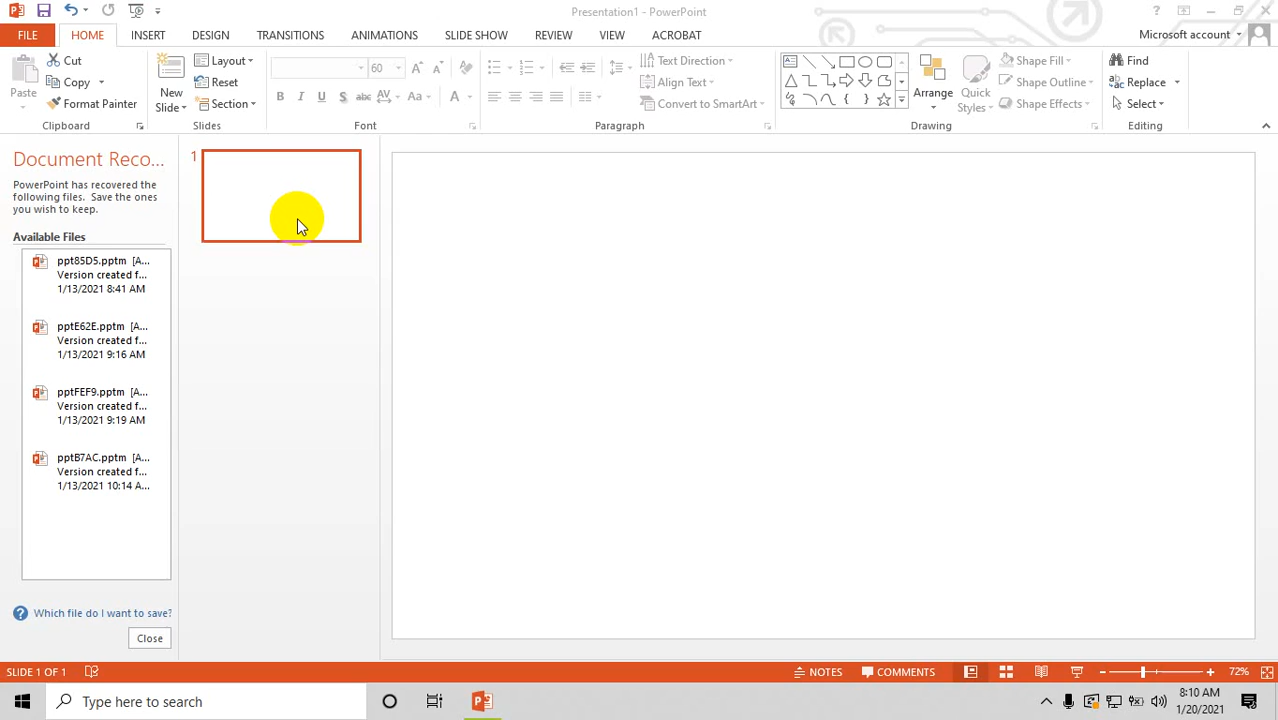 Presentation1 - PowerPoint
FILE HOME INSERT DESIGN TRANSITIONS ANIMATIONS SLIDE SHOW REVIEW VIEW ACROBAT Microsoft account
Paste
Cut
Copy
Format Painter
Clipboard
New
Slide
Layout
Reset
Section
Slides
60
B I U S abc AV Aa A
Font
Text Direction
Align Text
Convert to SmartArt
Paragraph
Arrange
Quick
Styles
Shape Fill
Shape Outline
Shape Effects
Drawing
Find
Replace
Select
Editing
Document Reco...
PowerPoint has recovered the
following files. Save the ones
you wish to keep.
Available Files
ppt85D5.pptm [A...
Version created f...
1/13/2021 8:41 AM
pptE62E.pptm [A...
Version created f...
1/13/2021 9:16 AM
pptFEF9.pptm [A...
Version created f...
1/13/2021 9:19 AM
pptB7AC.pptm [A...
Version created f...
1/13/2021 10:14 A...
Which file do I want to save?
Close
1
SLIDE 1 OF 1 NOTES COMMENTS 72%
Type here to search
8:10 AM
1/20/2021